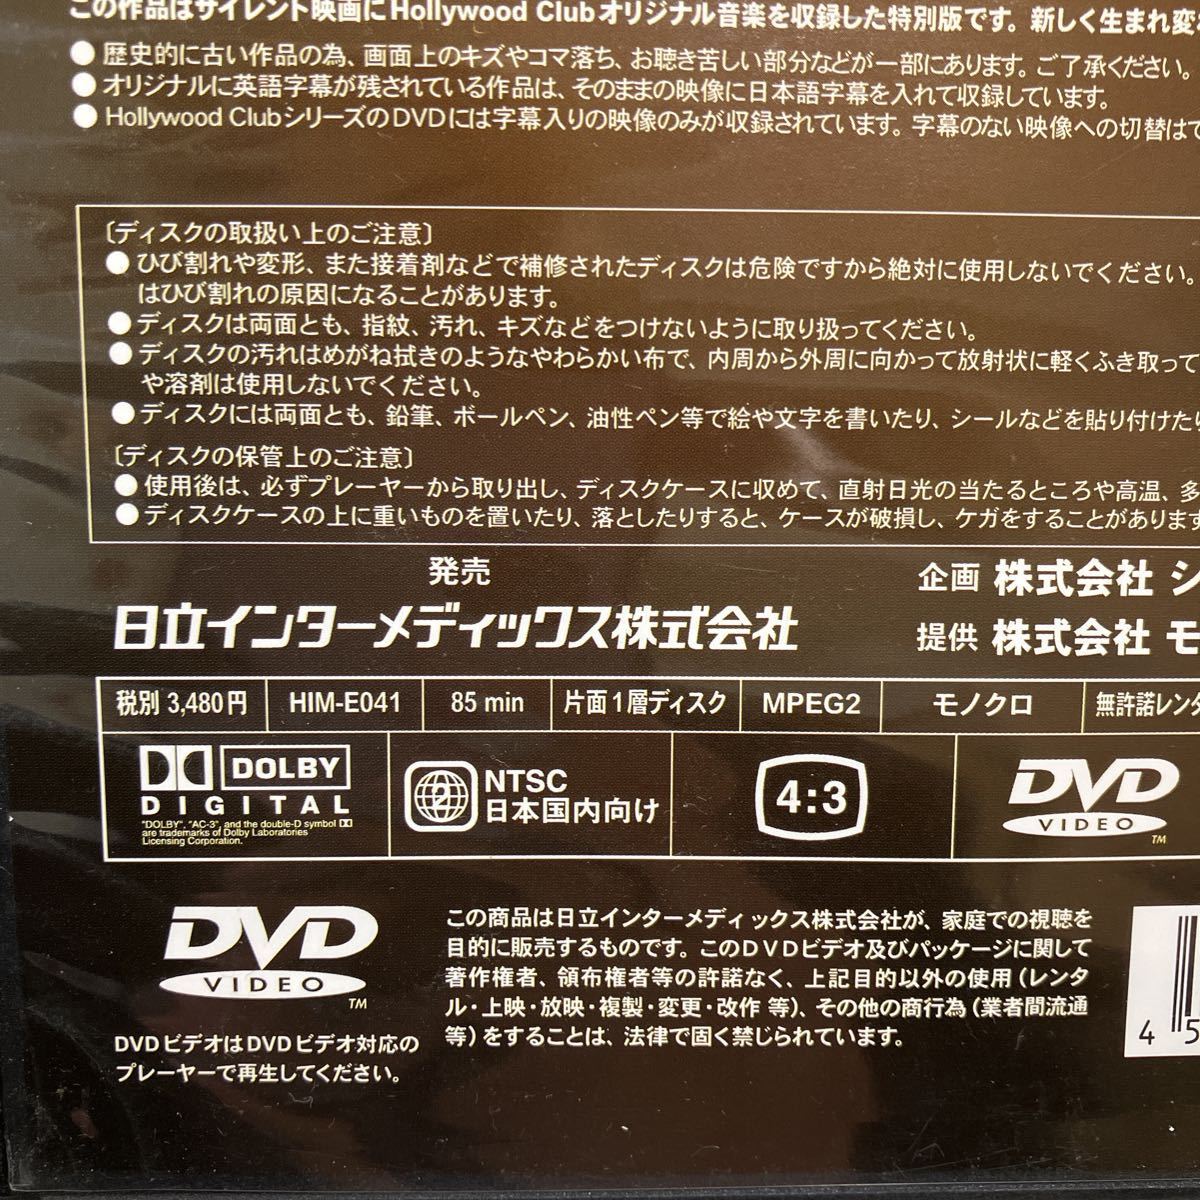 この作品はサイレント映画にHollywood Clubオリジナル音楽を収録した特別版です。新しく生まれ変
● 歴史的に古い作品の為、画面上のキズやコマ落ち、お聴き苦しい部分などが一部にあります。ご了承ください。
● オリジナルに英語字幕が残されている作品は、そのままの映像に日本語字幕を入れて収録しています。
● Hollywood ClubシリーズのDVDには字幕入りの映像のみが収録されています。字幕のない映像への切替はで
〔ディスクの取扱い上のご注意〕
● ひび割れや変形、また接着剤などで補修されたディスクは危険ですから絶対に使用しないでください。
はひび割れの原因になることがあります。
● ディスクは両面とも、指紋、汚れ、キズなどをつけないように取り扱ってください。
● ディスクの汚れはめがね拭きのようなやわらかい布で、内周から外周に向かって放射状に軽くふき取って
や溶剤は使用しないでください。
● ディスクには両面とも、鉛筆、ボールペン、油性ペン等で絵や文字を書いたり、シールなどを貼り付けたり
〔ディスクの保管上のご注意〕
● 使用後は、必ずプレーヤーから取り出し、ディスクケースに収めて、直射日光の当たるところや高温、多
● ディスクケースの上に重いものを置いたり、落としたりすると、ケースが破損し、ケガをすることがあります
発売
日立インターメディックス株式会社
企画 株式会社 シ
提供 株式会社 モ
税別 3,480円 HIM-E041 85 min 片面1層ディスク MPEG2 モノクロ 無許諾レンタ
DOLBY
DIGITAL
"DOLBY", "AC-3", and the double-D symbol
are trademarks of Dolby Laboratories
Licensing Corporation.
2
NTSC
日本国内向け
4:3
DVD
VIDEO
TM
DVD
VIDEO
TM
DVDビデオはDVDビデオ対応の
プレーヤーで再生してください。
この商品は日立インターメディックス株式会社が、家庭での視聴を
目的に販売するものです。このDVDビデオ及びパッケージに関して
著作権者、頒布権者等の許諾なく、上記目的以外の使用(レンタ
ル・上映・放映・複製・変更・改作 等)、その他の商行為(業者間流通
等)をすることは、法律で固く禁じられています。
4 5